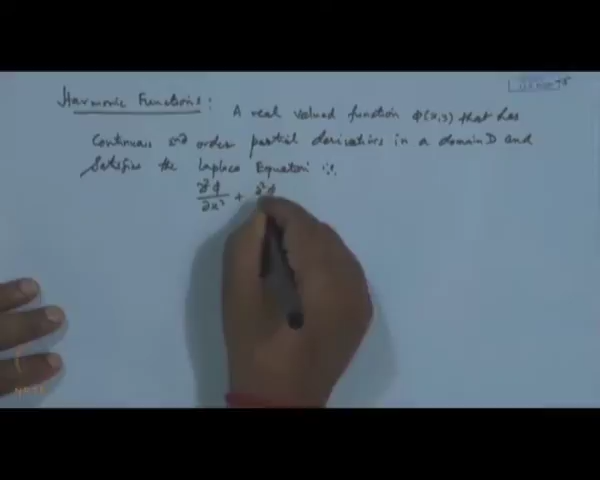 Harmonic Functions : A real valued function φ(x,y) that has
Continuous 2nd order partial derivatives in a domain D and
Satisfies the Laplace Equation i.e.
∂²φ/∂x² + ∂²φ